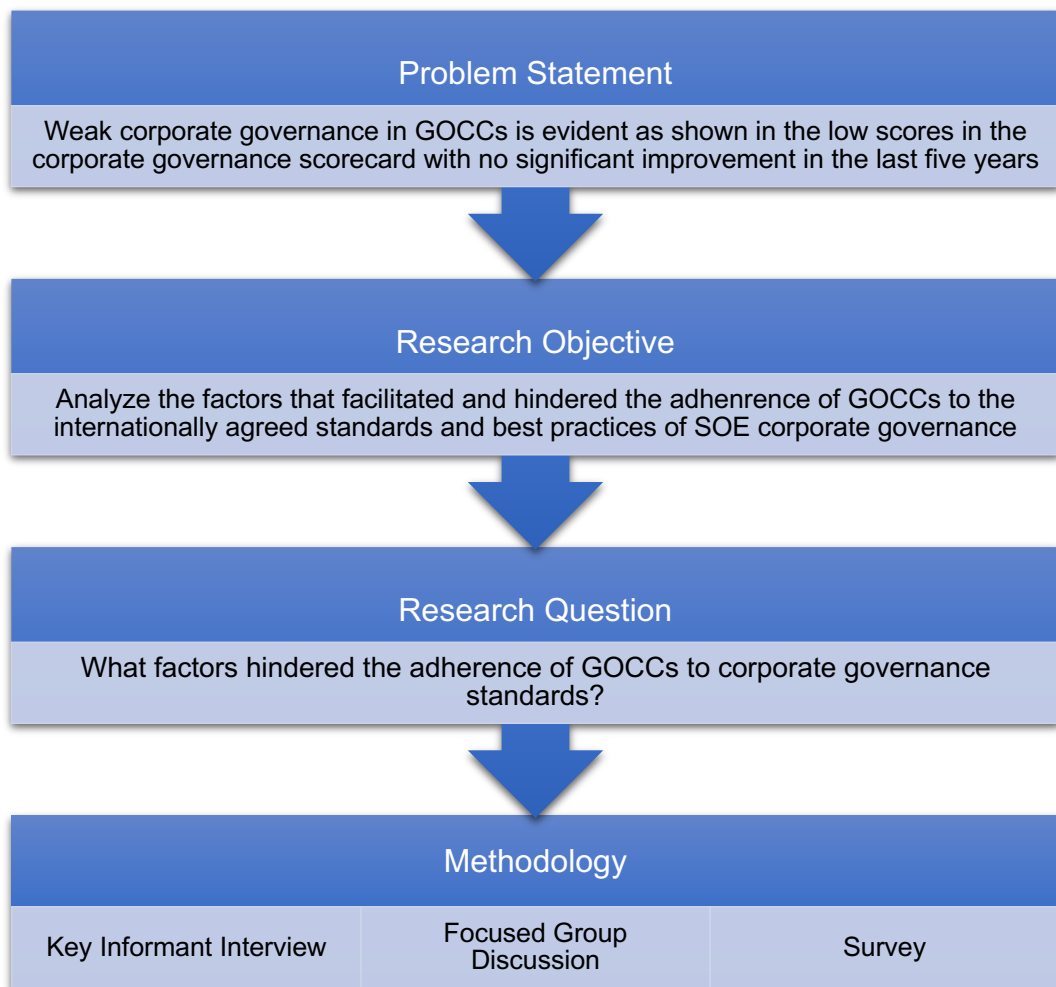 Problem Statement
Weak corporate governance in GOCCs is evident as shown in the low scores in the
corporate governance scorecard with no significant improvement in the last five years
Research Objective
Analyze the factors that facilitated and hindered the adhenrence of GOCCs to the
internationally agreed standards and best practices of SOE corporate governance
Research Question
What factors hindered the adherence of GOCCs to corporate governance
standards?
Methodology
Key Informant Interview
Focused Group
Discussion
Survey